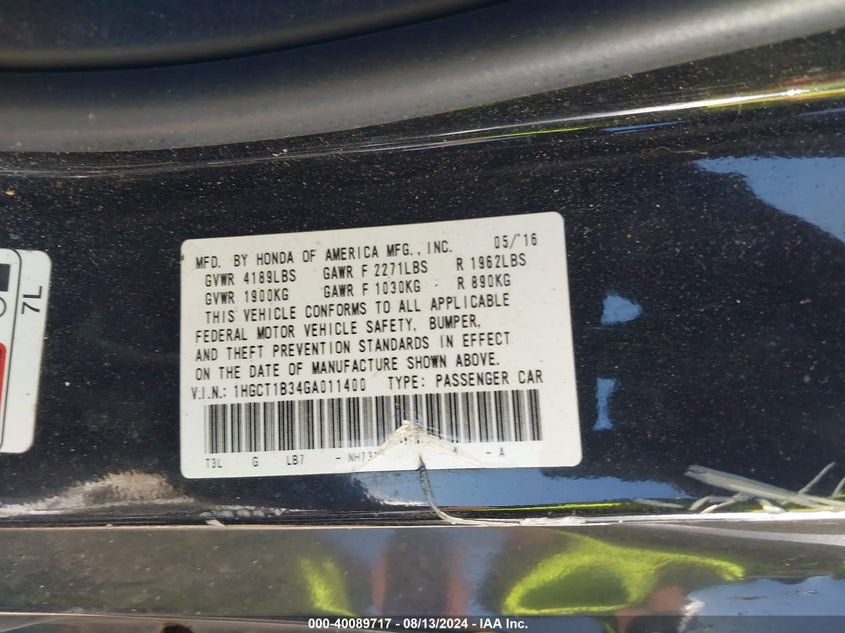 MFD. BY HONDA OF AMERICA MFG., INC. 05/'16
GVWR 4189LBS GAWR F 2271LBS R 1962LBS
GVWR 1900KG GAWR F 1030KG R 890KG
THIS VEHICLE CONFORMS TO ALL APPLICABLE
FEDERAL MOTOR VEHICLE SAFETY, BUMPER,
AND THEFT PREVENTION STANDARDS IN EFFECT
ON THE DATE OF MANUFACTURE SHOWN ABOVE.
V.I.N.: 1HGCT1B34GA011400 TYPE: PASSENGER CAR
T3L G LB7 - - A
7L
000-40089717 - 08/13/2024 - IAA Inc.